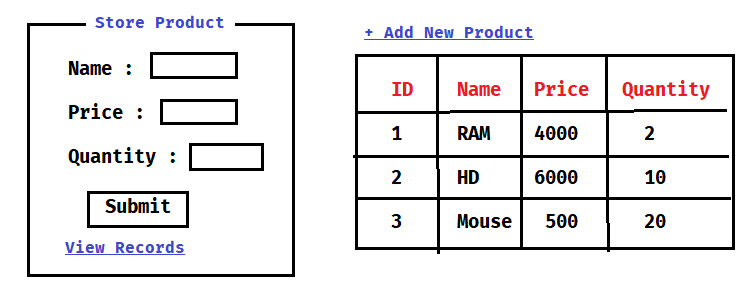 Store Product
Name :
Price :
Quantity :
Submit
View Records
+ Add New Product
ID Name Price Quantity
1 RAM 4000 2
2 HD 6000 10
3 Mouse 500 20